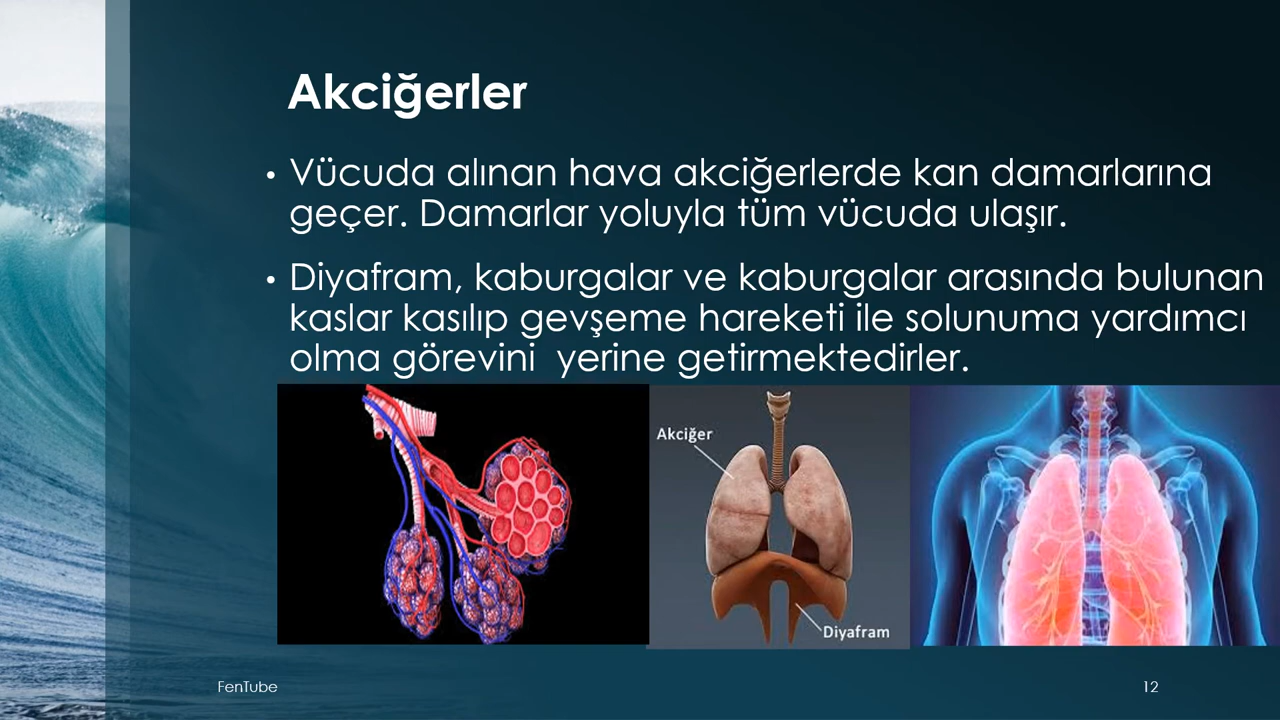 Akciğerler
• Vücuda alınan hava akciğerlerde kan damarlarına
geçer. Damarlar yoluyla tüm vücuda ulaşır.
• Diyafram, kaburgalar ve kaburgalar arasında bulunan
kaslar kasılıp gevşeme hareketi ile solunuma yardımcı
olma görevini  yerine getirmektedirler.
Akciğer
Diyafram
FenTube
12